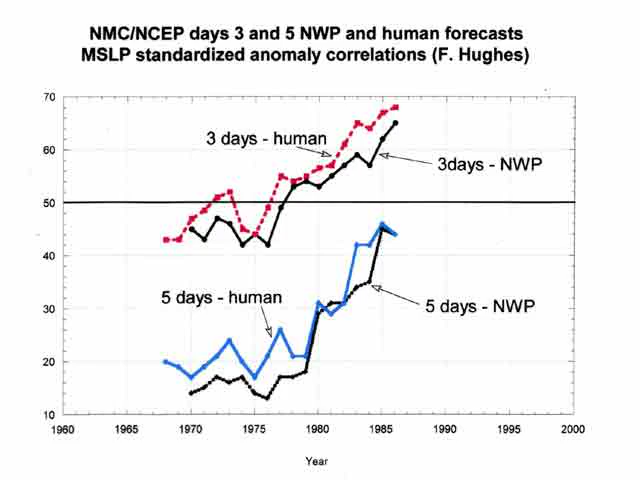 NMC/NCEP days 3 and 5 NWP and human forecasts
MSLP standardized anomaly correlations (F. Hughes)
70
60
50
40
30
20
10
3 days - human
3days - NWP
5 days - human
5 days - NWP
1960 1965 1970 1975 1980 1985 1990 1995 2000
Year